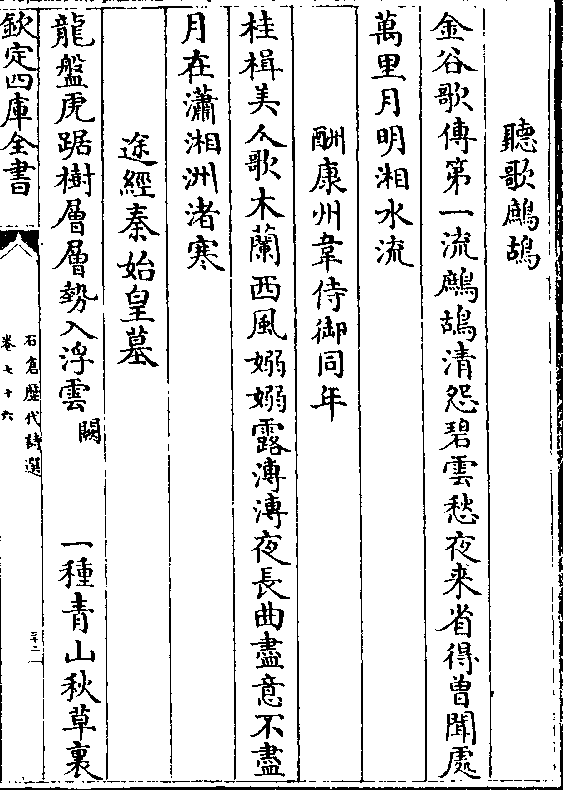 聽歌鷓鴣
金谷歌傳第一流鷓鴣清怨碧雲愁夜來省得曾聞處
萬里月明湘水流
酬康州韋侍御同年
桂楫美人歌木蘭西風嫋嫋露漙漙夜長曲盡意不盡
月在瀟湘洲渚寒
途經秦始皇墓
龍盤虎踞樹層層勢入浮雲闕 一種青山秋草裏
欽定四庫全書
石倉歷代詩選
卷七十六